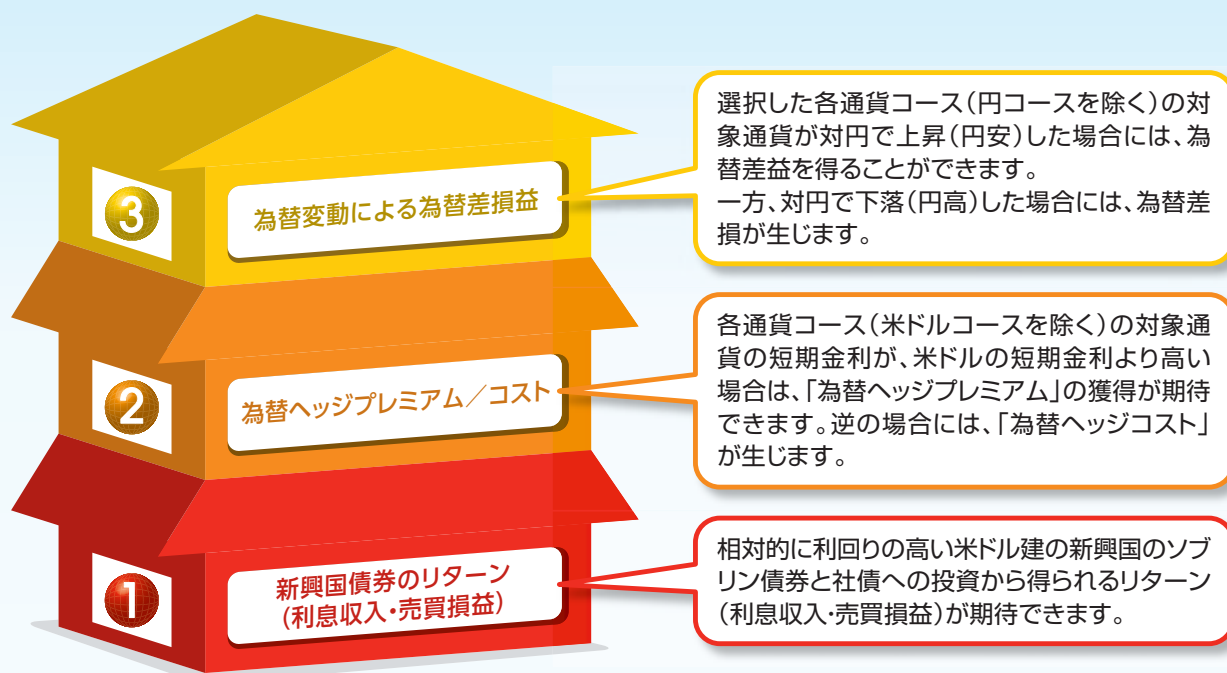 3
為替変動による為替差損益
選択した各通貨コース(円コースを除く)の対
象通貨が対円で上昇(円安)した場合には、為
替差益を得ることができます。
一方、対円で下落(円高)した場合には、為替差
損が生じます。
2
為替ヘッジプレミアム/コスト
各通貨コース(米ドルコースを除く)の対象通
貨の短期金利が、米ドルの短期金利より高い
場合は、「為替ヘッジプレミアム」の獲得が期待
できます。逆の場合には、「為替ヘッジコスト」
が生じます。
1
新興国債券のリターン
(利息収入・売買損益)
相対的に利回りの高い米ドル建の新興国のソブ
リン債券と社債への投資から得られるリターン
(利息収入・売買損益)が期待できます。